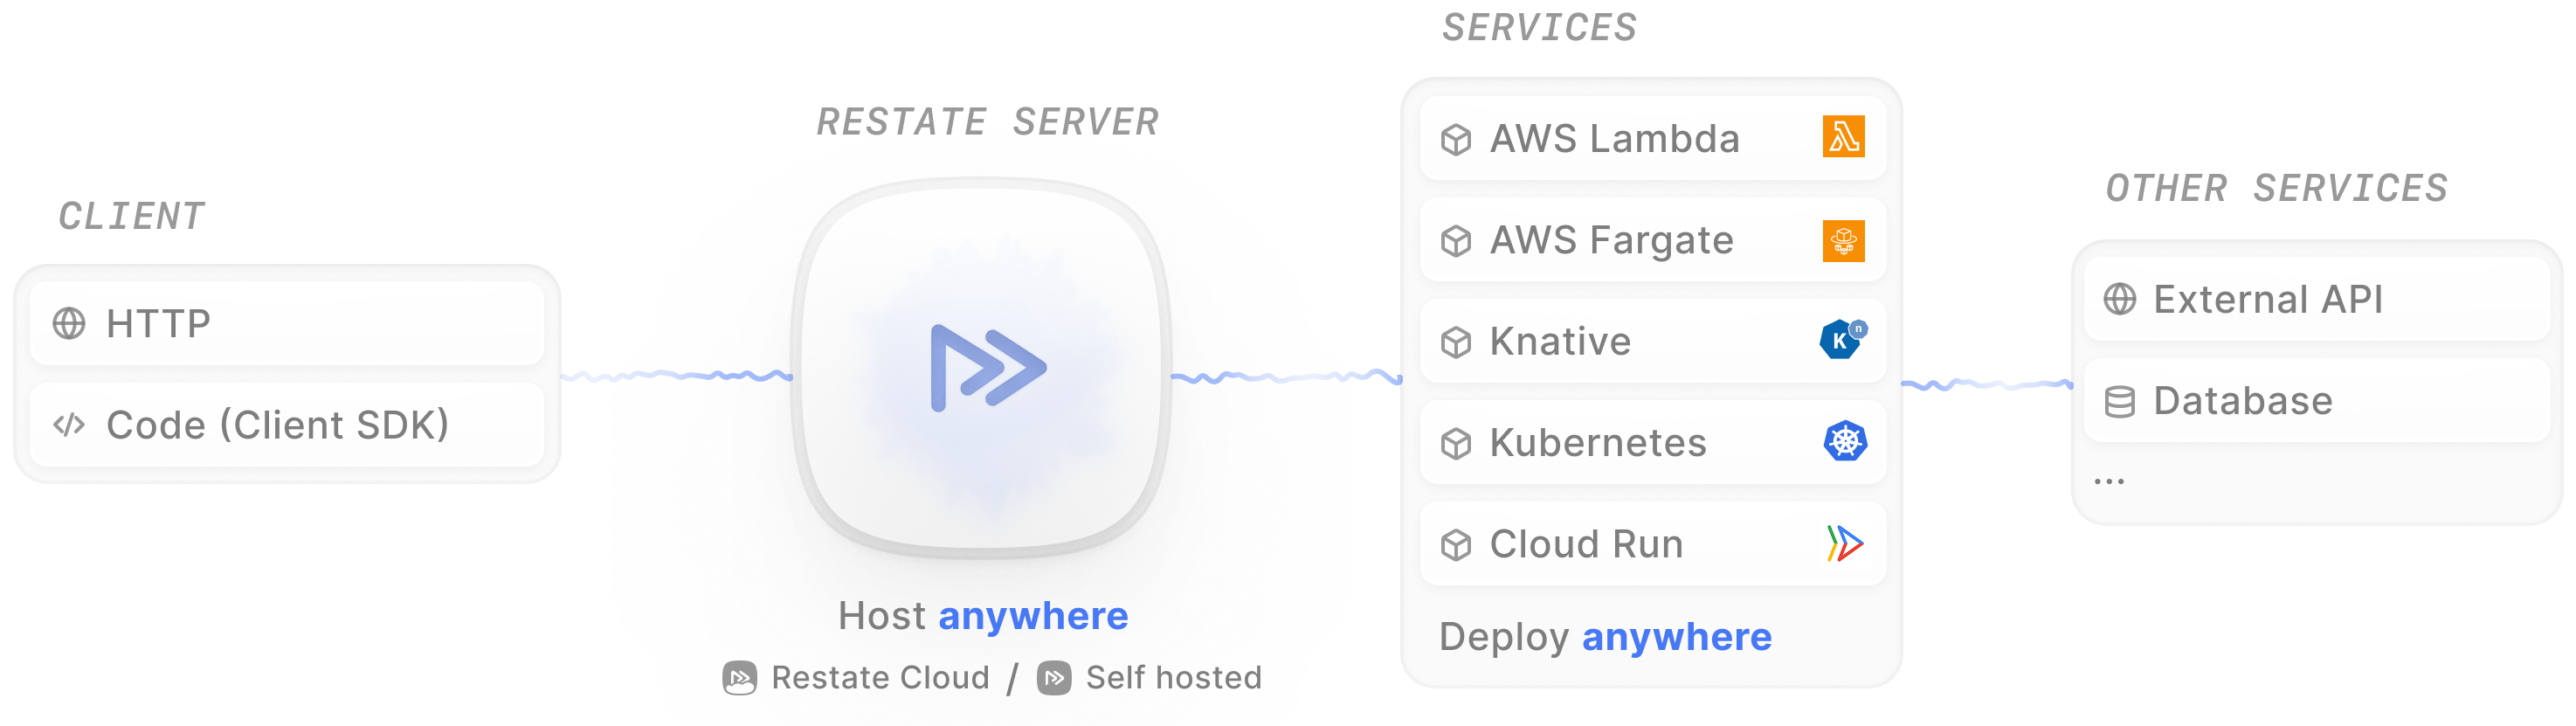 CLIENT
HTTP
Code (Client SDK)
RESTATE SERVER
Host anywhere
Restate Cloud / Self hosted
SERVICES
AWS Lambda
AWS Fargate
Knative
K n
Kubernetes
Cloud Run
Deploy anywhere
OTHER SERVICES
External API
Database
...